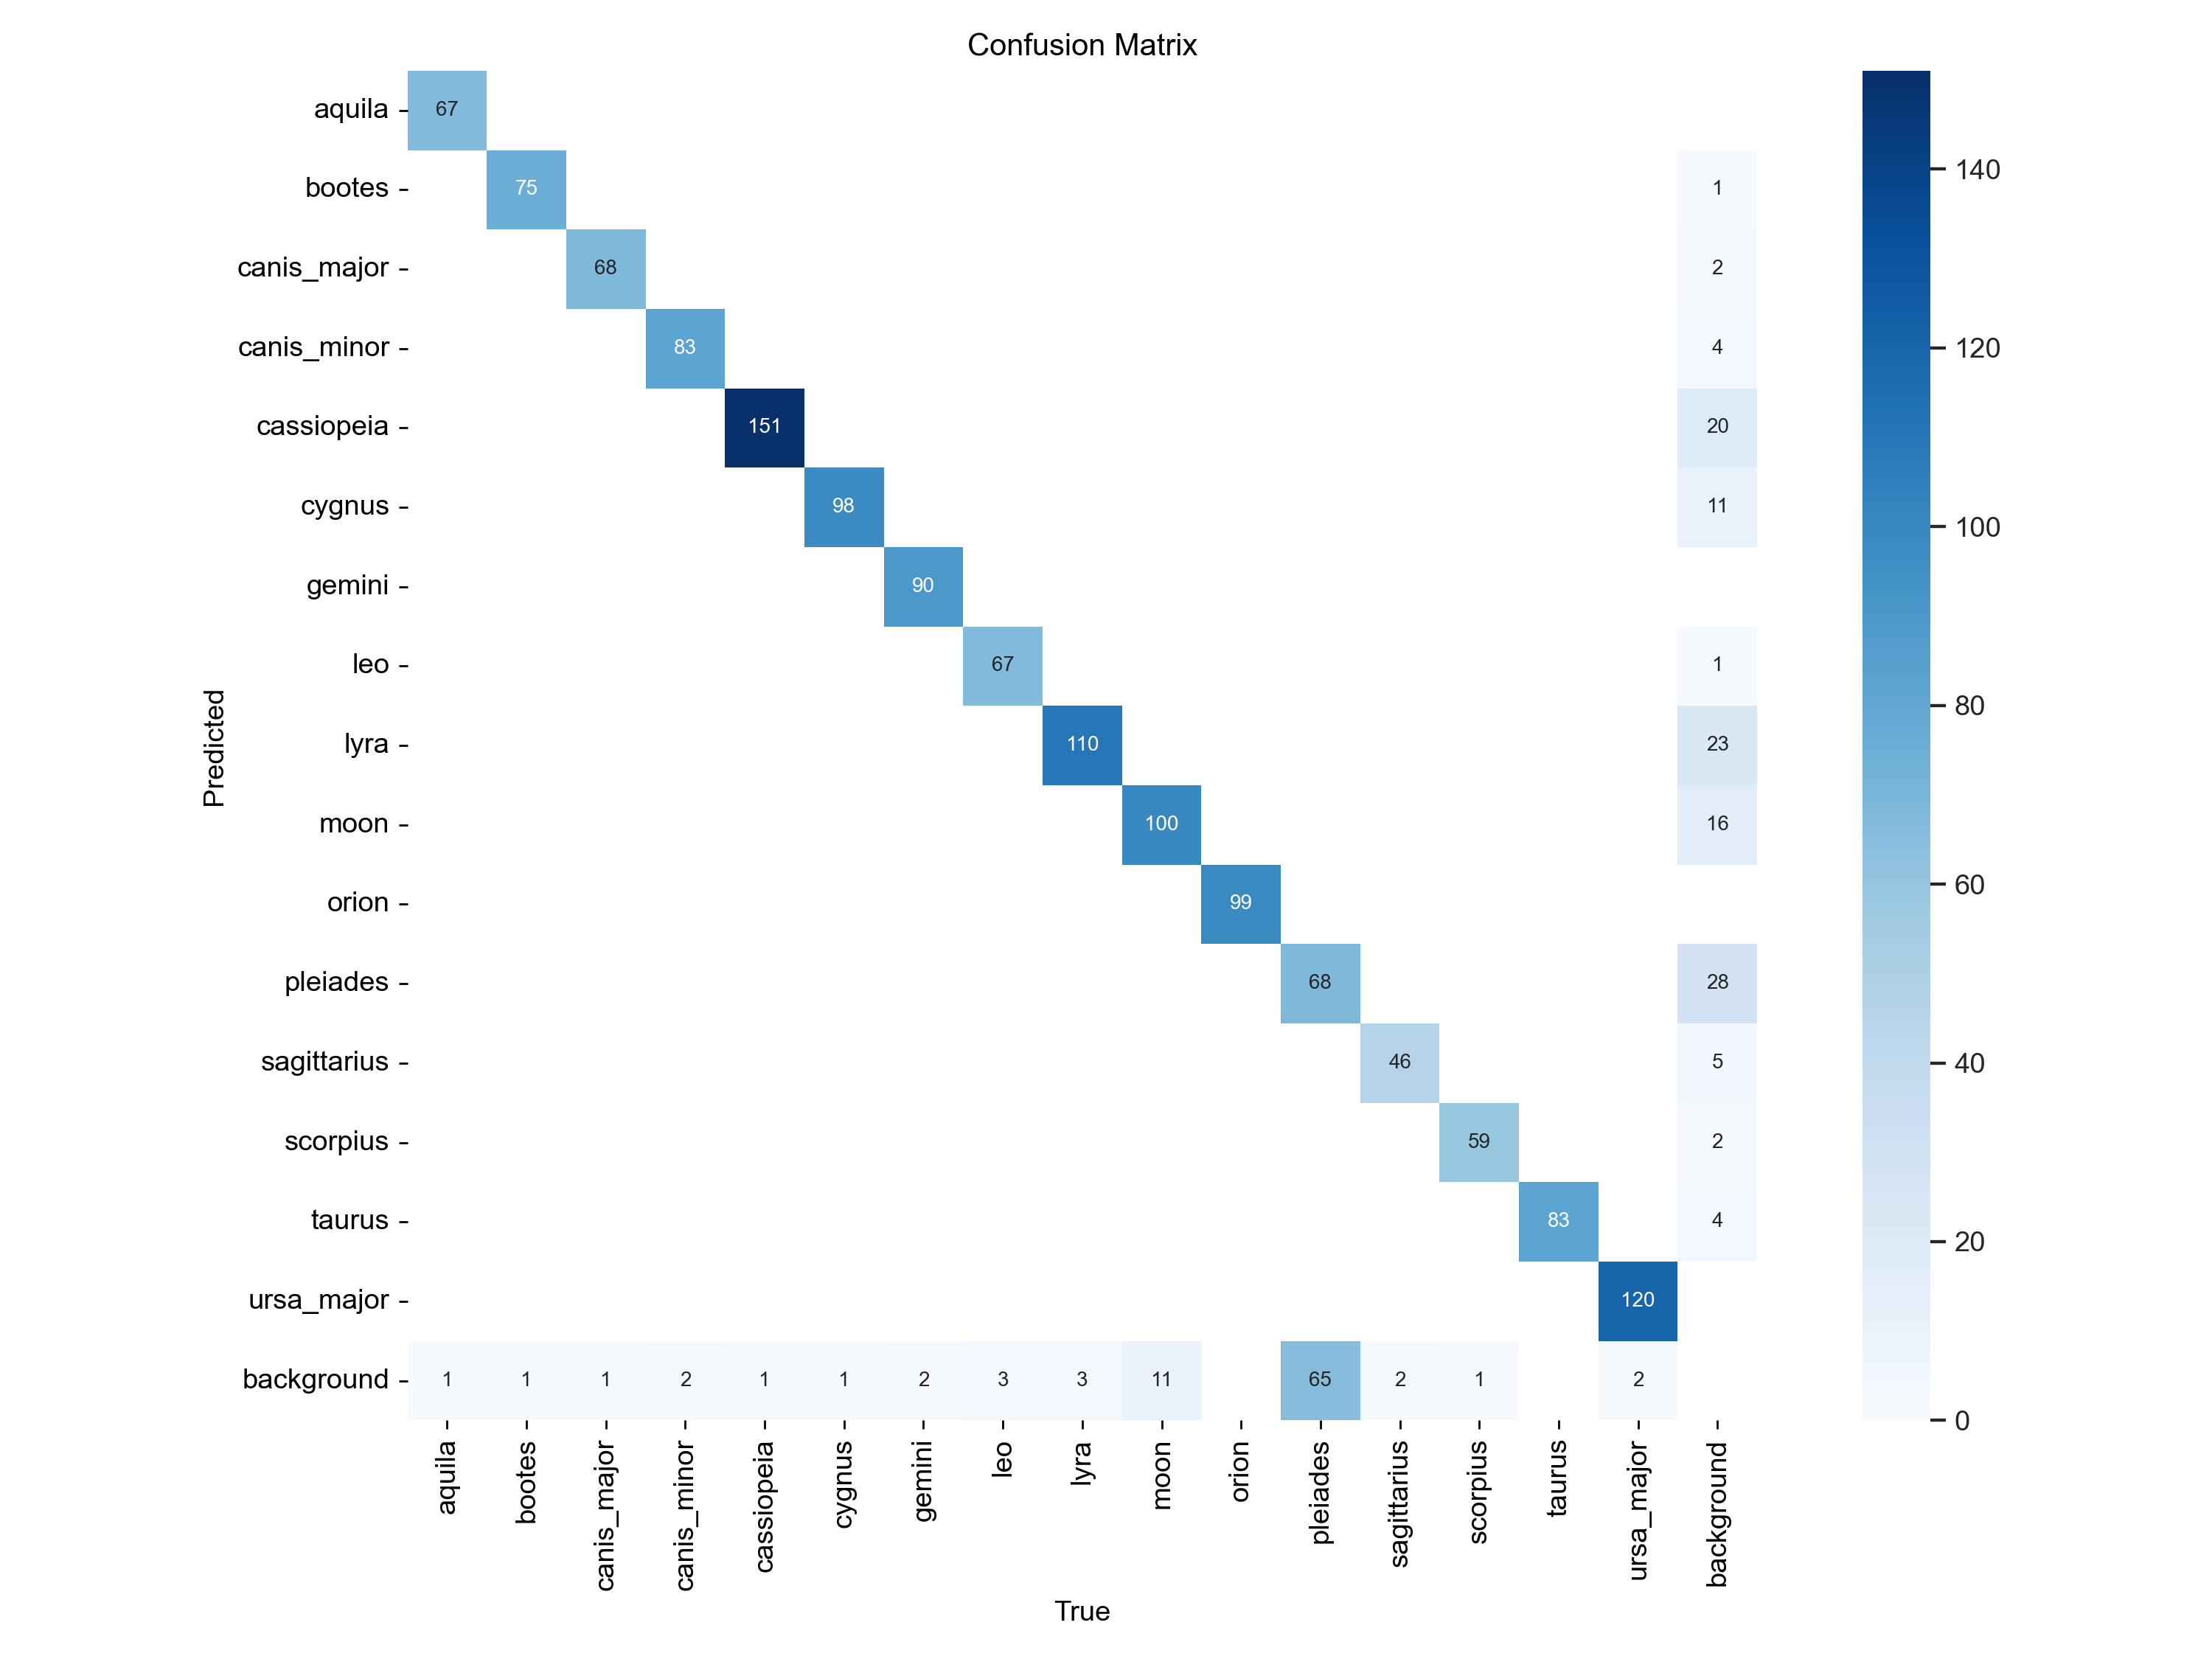 Confusion Matrix
aquila 67
bootes 75 1
canis_major 68 2
canis_minor 83 4
cassiopeia 151 20
cygnus 98 11
gemini 90
leo 67 1
lyra 110 23
moon 100 16
orion 99
pleiades 68 28
sagittarius 46 5
scorpius 59 2
taurus 83 4
ursa_major 120
background 1 1 1 2 1 1 2 3 3 11 65 2 1 2
Predicted
aquila bootes canis_major canis_minor cassiopeia cygnus gemini leo lyra moon orion pleiades sagittarius scorpius taurus ursa_major background
True
140
120
100
80
60
40
20
0